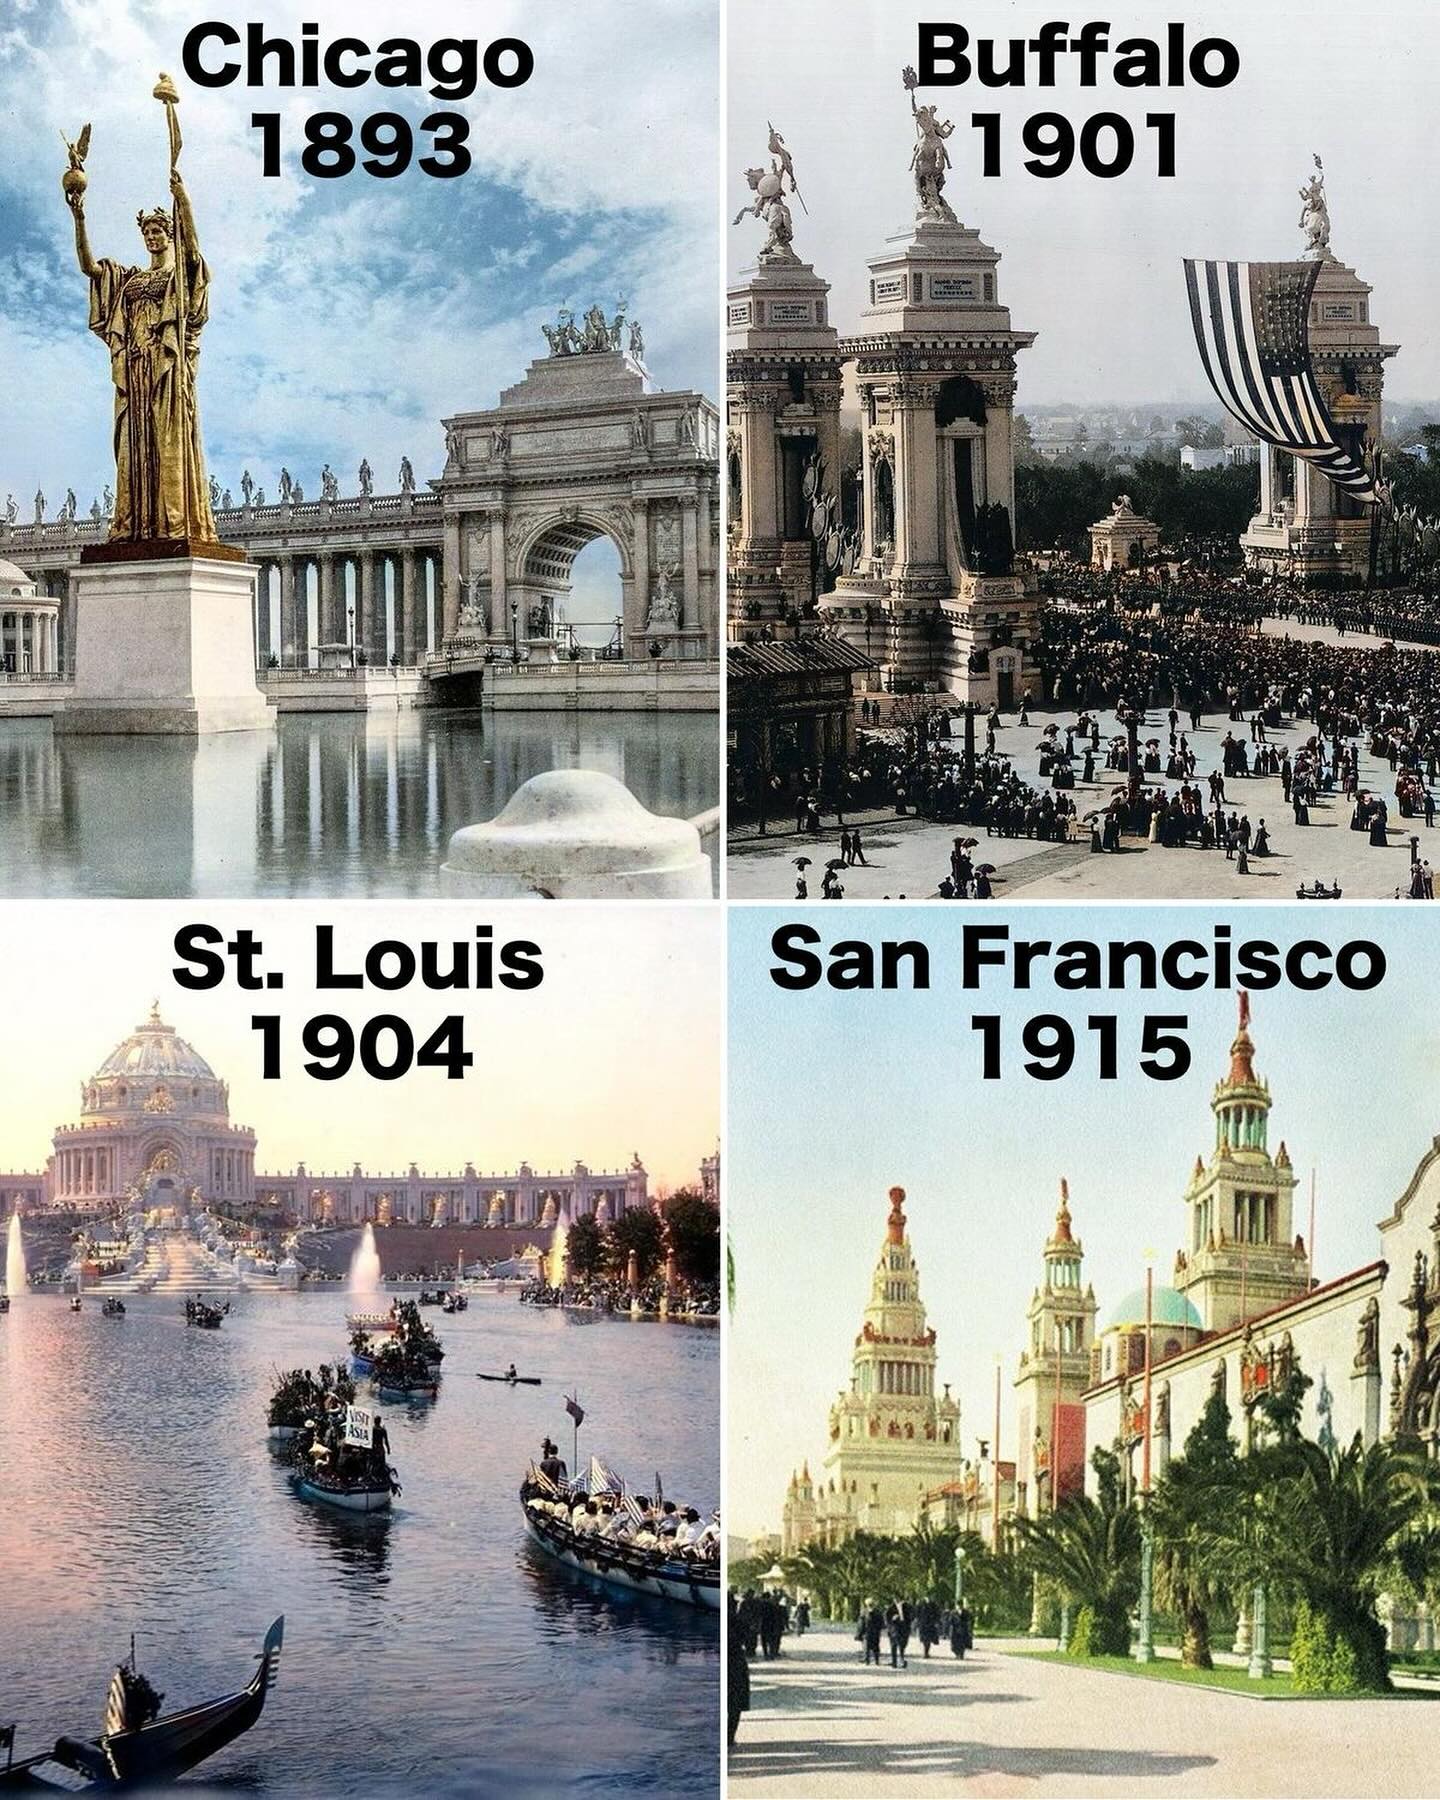 Chicago
1893
Buffalo
1901
St. Louis
1904
VISIT
ASIA
San Francisco
1915